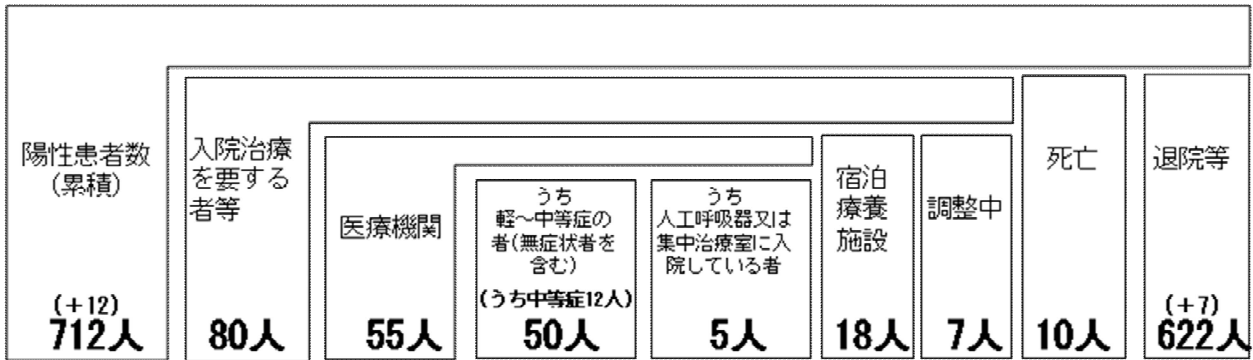 陽性患者数
(累積)
(+12)
712人
入院治療
を要する
者等
80人
医療機関
55人
うち
軽～中等症の
者(無症状者を
含む)
(うち中等症12人)
50人
うち
人工呼吸器又は
集中治療室に入
院している者
5人
宿泊
療養
施設
18人
調整中
7人
死亡
10人
退院等
(+7)
622人